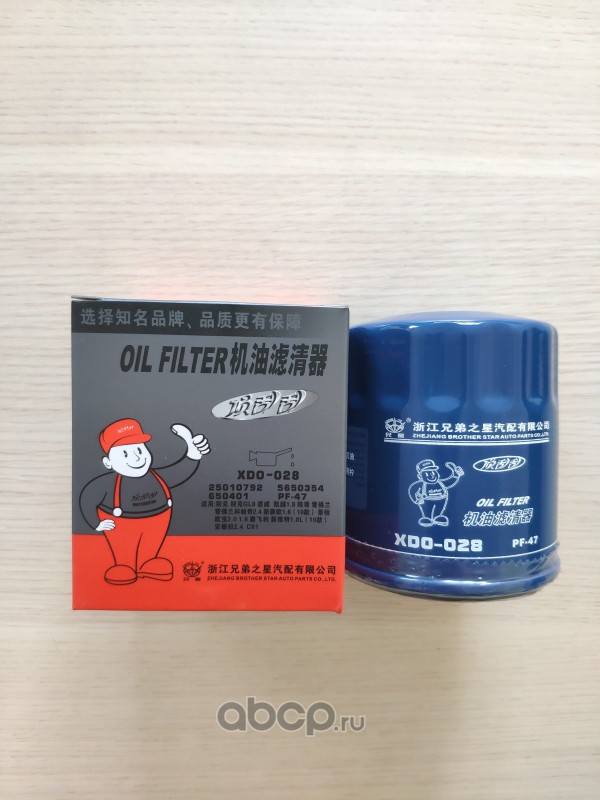 选择知名品牌、品质更有保障
OIL FILTER机油滤清器
XDO-028
25010792 5650354
650401 PF-47
浙江兄弟之星汽配有限公司
ZHEJIANG BROTHER STAR AUTO PARTS CO.,LTD.
浙江兄弟之星汽配有限公司
ZHEJIANG BROTHER STAR AUTO PARTS CO.,LTD.
OIL FILTER
机油滤清器
XDO-028 PF-47
abcp.ru